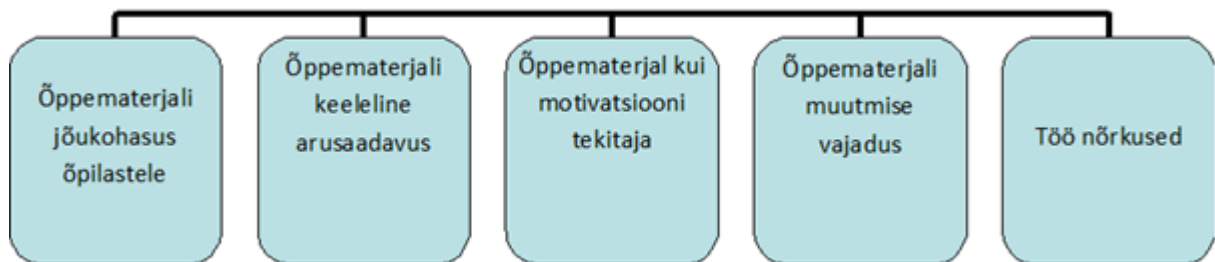 Õppematerjali
jõukohasus
õpilastele
Õppematerjali
keeleline
arusaadavus
Õppematerjal kui
motivatsiooni
tekitaja
Õppematerjali
muutmise
vajadus
Töö nõrkused